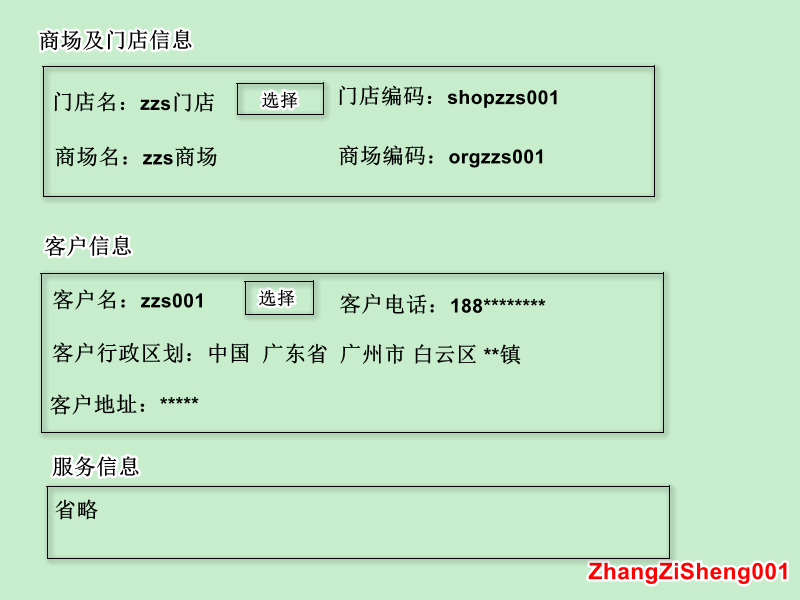 商场及门店信息
门店名：zzs门店 选择 门店编码：shopzzs001
商场名：zzs商场 商场编码：orgzzs001
客户信息
客户名：zzs001 选择 客户电话：188********
客户行政区划：中国 广东省 广州市 白云区 **镇
客户地址：*****
服务信息
省略
ZhangZiSheng001